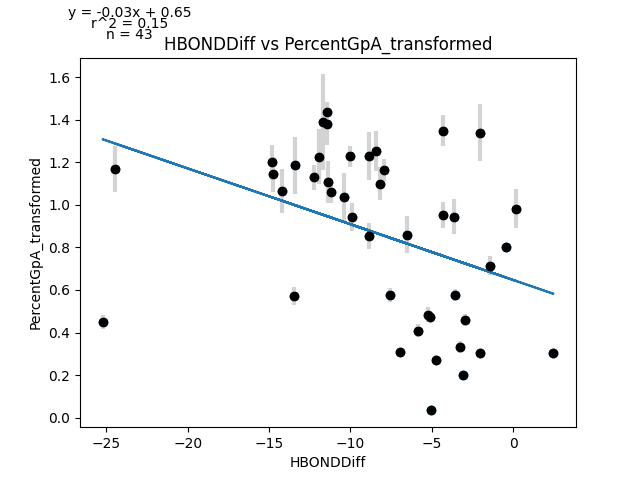 y = -0.03x + 0.65
r^2 = 0.15
n = 43
HBONDDiff vs PercentGpA_transformed
PercentGpA_transformed
1.6
1.4
1.2
1.0
0.8
0.6
0.4
0.2
0.0
−25 −20 −15 −10 −5 0
HBONDDiff